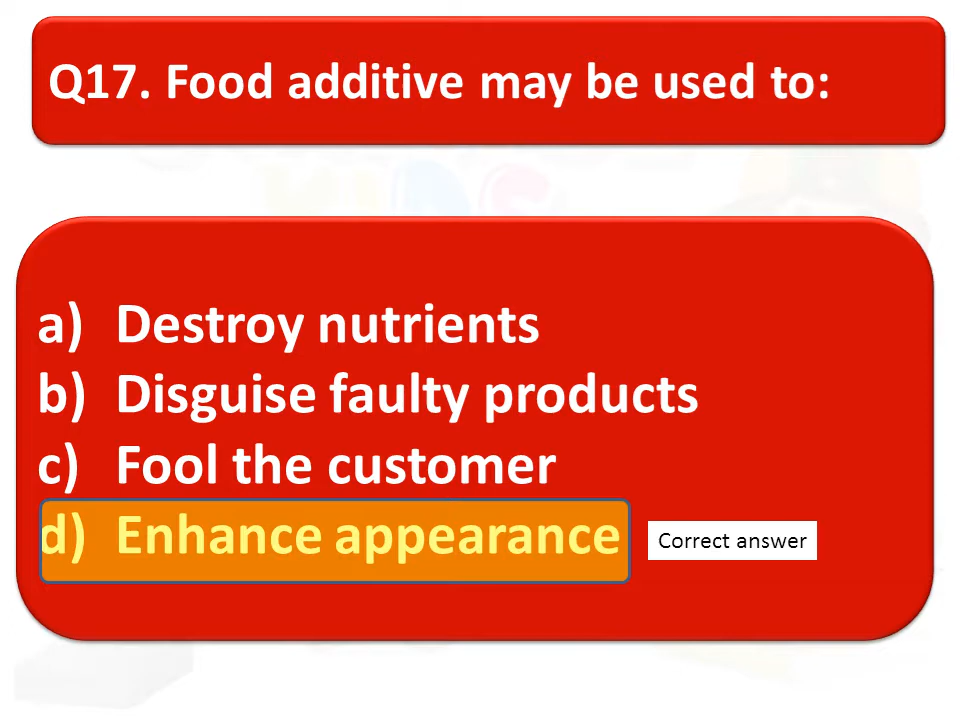 Q17. Food additive may be used to:
a) Destroy nutrients
b) Disguise faulty products
c) Fool the customer
d) Enhance appearance
Correct answer